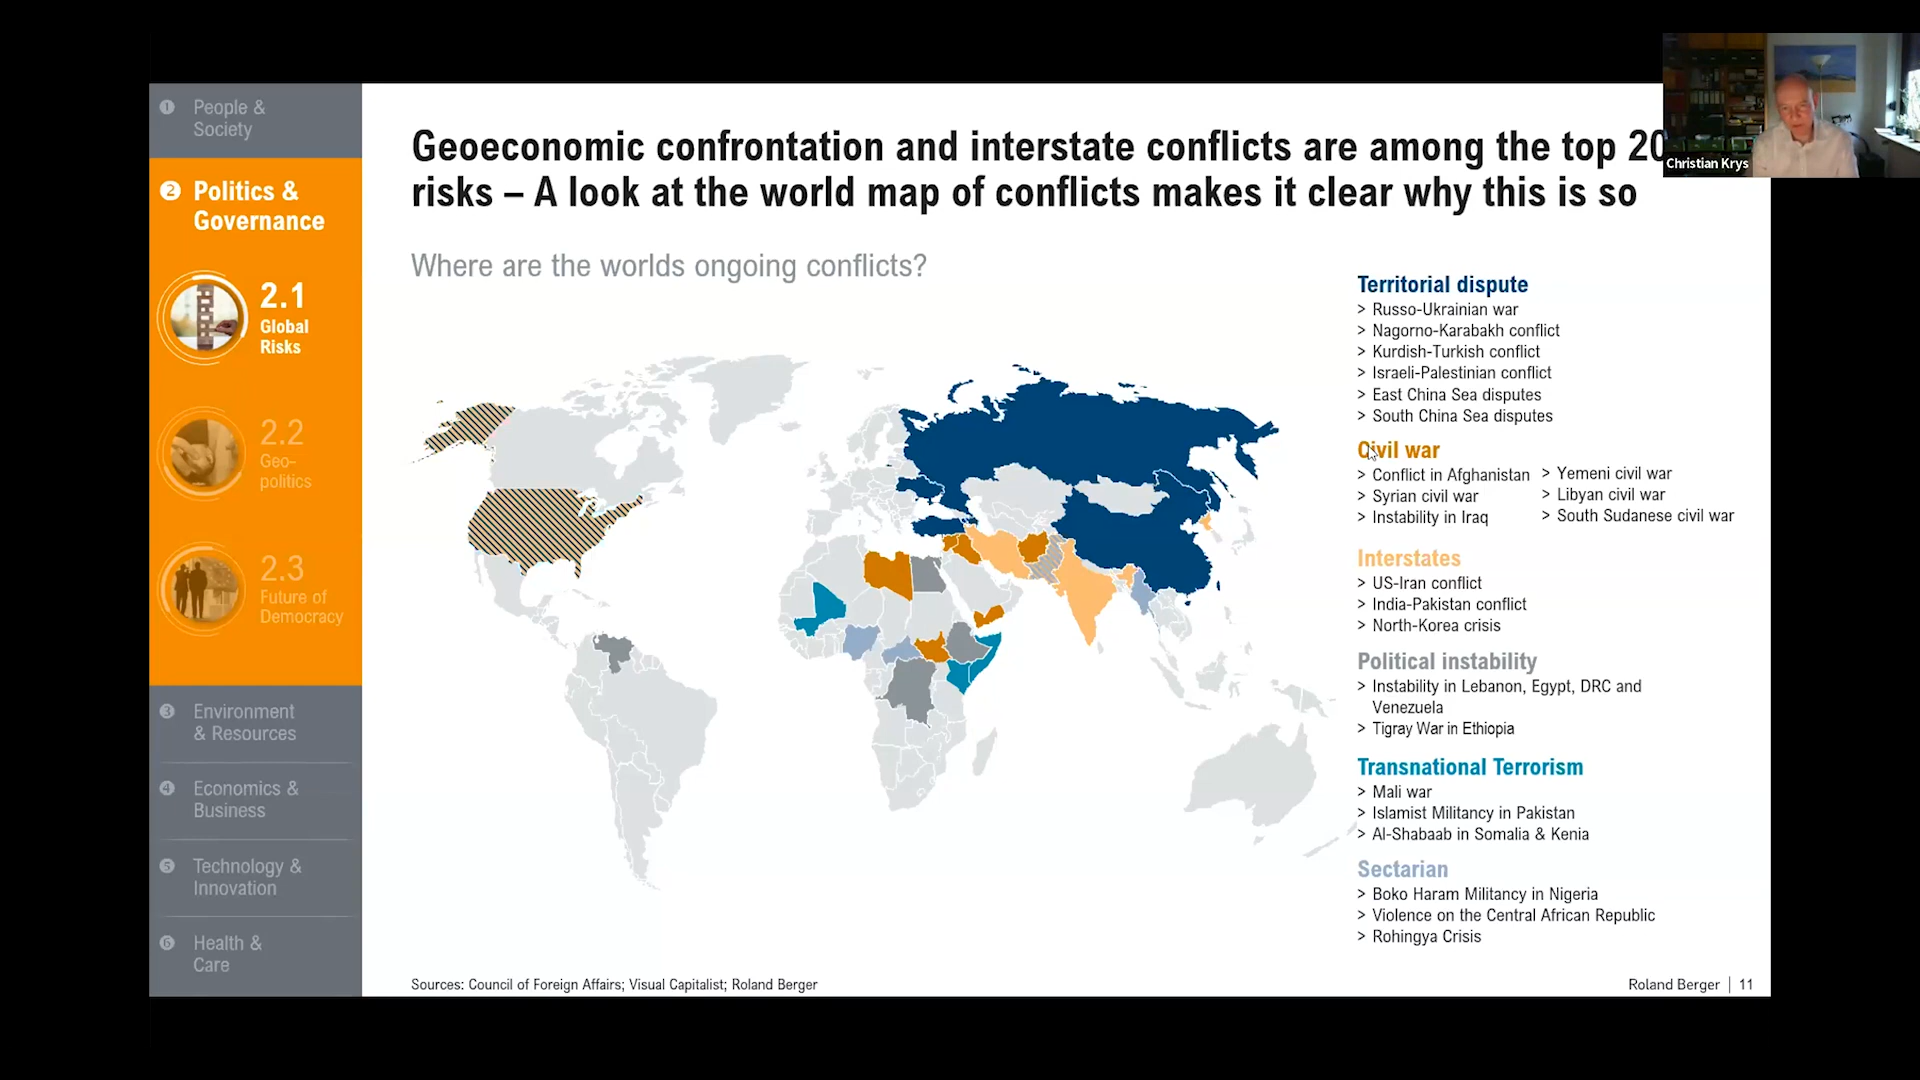 1 People &
Society
2 Politics &
Governance
2.1
Global
Risks
2.2
Geo-
politics
2.3
Future of
Democracy
3 Environment
& Resources
4 Economics &
Business
5 Technology &
Innovation
6 Health &
Care
Geoeconomic confrontation and interstate conflicts are among the top 20
risks – A look at the world map of conflicts makes it clear why this is so
Where are the worlds ongoing conflicts?
Territorial dispute
> Russo-Ukrainian war
> Nagorno-Karabakh conflict
> Kurdish-Turkish conflict
> Israeli-Palestinian conflict
> East China Sea disputes
> South China Sea disputes
Civil war
> Conflict in Afghanistan
> Syrian civil war
> Instability in Iraq
> Yemeni civil war
> Libyan civil war
> South Sudanese civil war
Interstates
> US-Iran conflict
> India-Pakistan conflict
> North-Korea crisis
Political instability
> Instability in Lebanon, Egypt, DRC and
Venezuela
> Tigray War in Ethiopia
Transnational Terrorism
> Mali war
> Islamist Militancy in Pakistan
> Al-Shabaab in Somalia & Kenia
Sectarian
> Boko Haram Militancy in Nigeria
> Violence on the Central African Republic
> Rohingya Crisis
Sources: Council of Foreign Affairs; Visual Capitalist; Roland Berger
Roland Berger | 11
Christian Krys